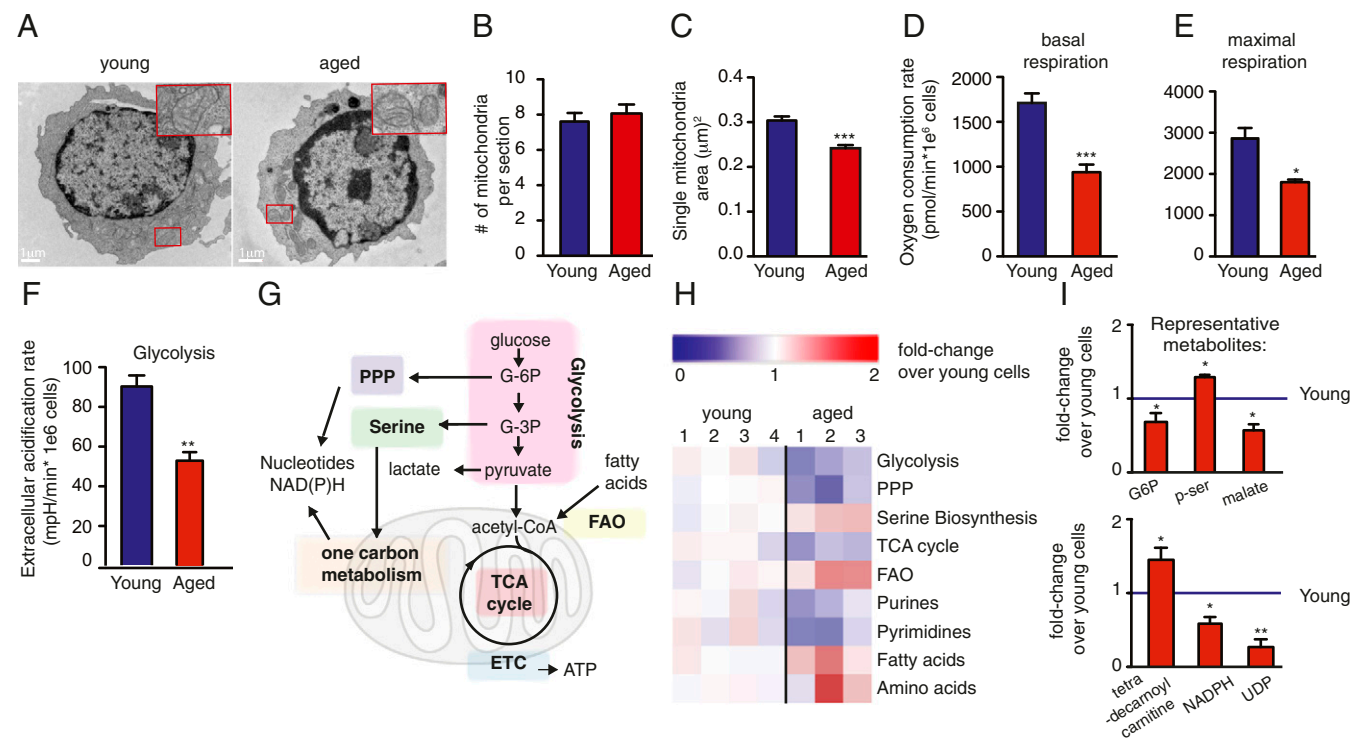 A
young
aged
1µm
1µm
B
# of mitochondria
per section
10
8
6
4
2
0
Young Aged
C
Single mitochondria
area (µm)2
0.4
0.3
0.2
0.1
0.0
***
Young Aged
D
basal
respiration
Oxygen consumption rate
(pmol/min*1e6 cells)
2000
1500
1000
500
0
***
Young Aged
E
maximal
respiration
4000
3000
2000
1000
0
*
Young Aged
F
Glycolysis
Extracellular acidification rate
(mpH/min* 1e6 cells)
100
80
60
40
20
0
**
Young Aged
G
glucose
G-6P
G-3P
pyruvate
Glycolysis
PPP
Serine
lactate
Nucleotides
NAD(P)H
fatty
acids
acetyl-CoA
FAO
one carbon
metabolism
TCA
cycle
ETC
ATP
H
0 1 2
fold-change
over young cells
young aged
1 2 3 4 1 2 3
Glycolysis
PPP
Serine Biosynthesis
TCA cycle
FAO
Purines
Pyrimidines
Fatty acids
Amino acids
I
Representative
metabolites:
fold-change
over young cells
2
1
0
* * *
Young
G6P p-ser malate
fold-change
over young cells
2
1
0
* * **
Young
tetra
-decarnoyl
carnitine
NADPH
UDP